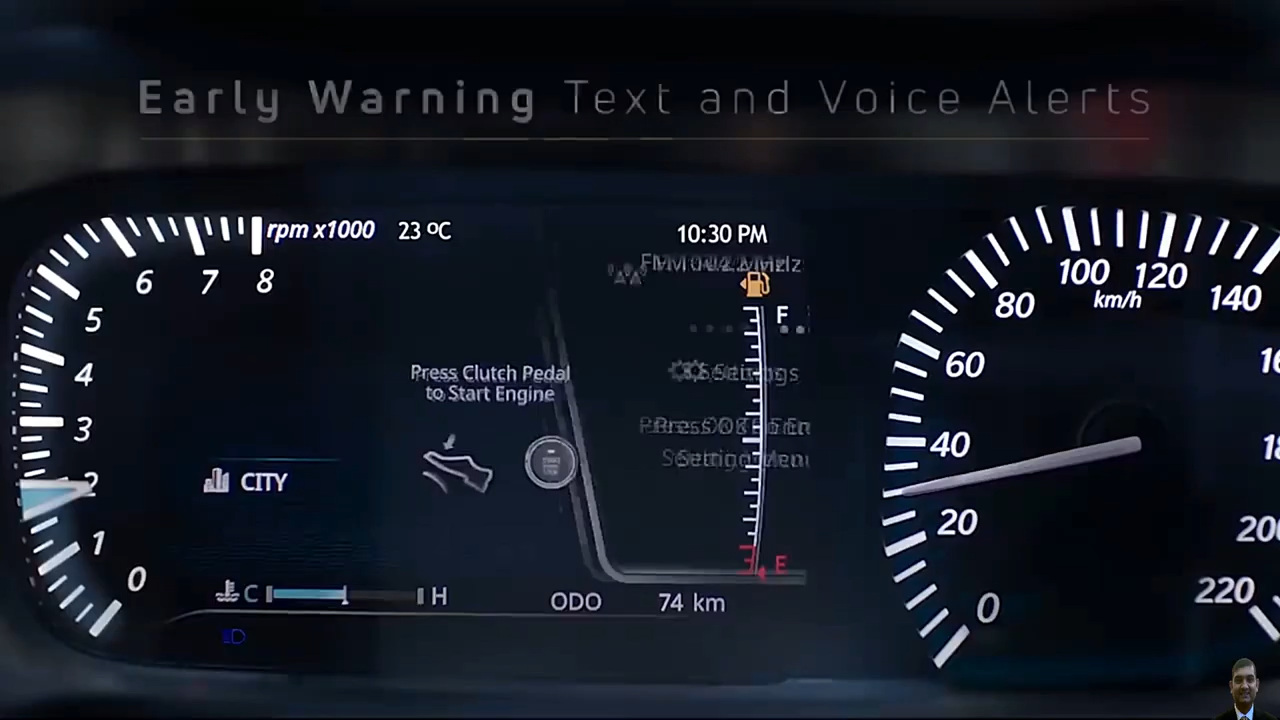 Early Warning Text and Voice Alerts
rpm x1000 23 ºC
10:30 PM
6 7 8
5
4
3
2
1
0
F
Press Clutch Pedal
to Start Engine
Settings
CITY
C H
E
ODO 74 km
100 120
km/h
80 140
60
40
20
0
220